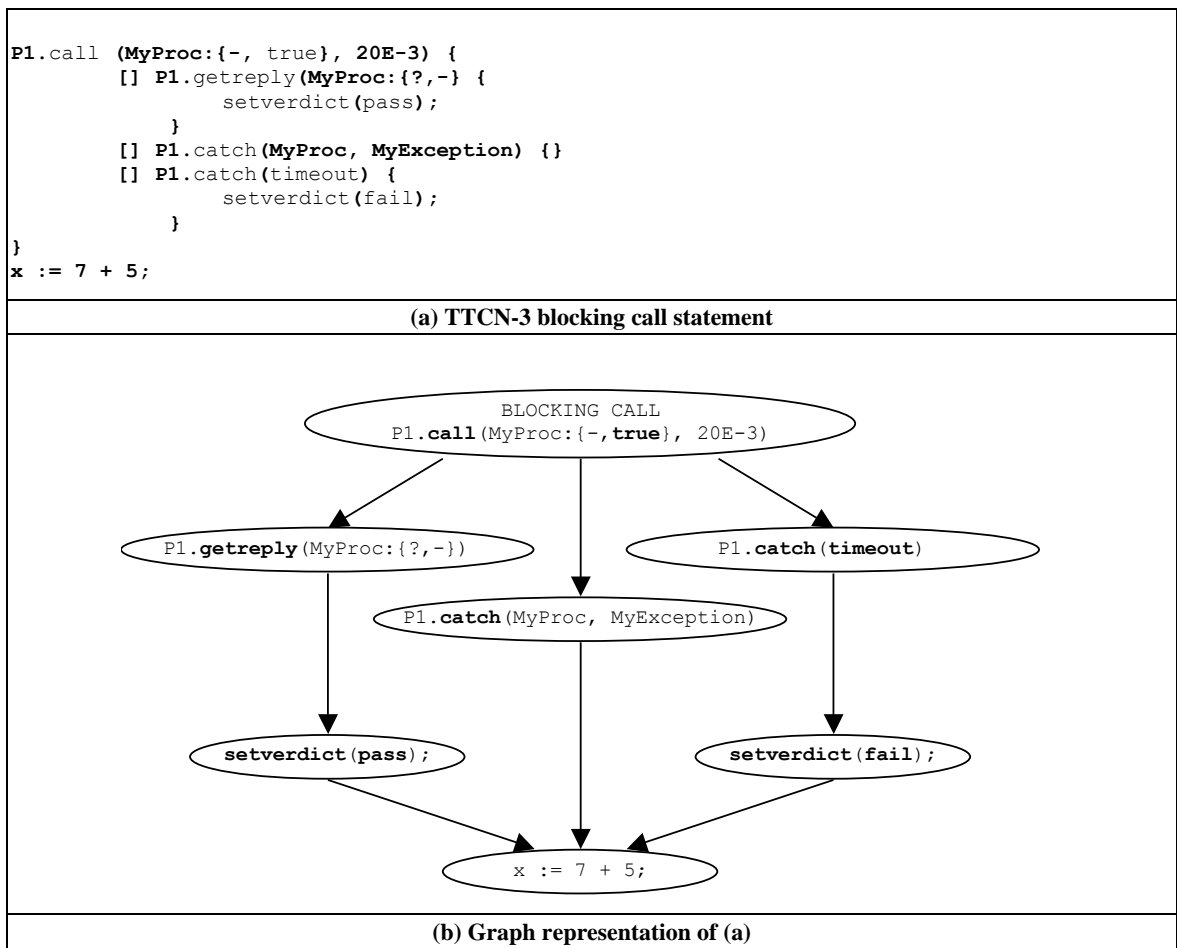 P1.call (MyProc:{-, true}, 20E-3) {
[] P1.getreply(MyProc:{?,-} {
setverdict(pass);
}
[] P1.catch(MyProc, MyException) {}
[] P1.catch(timeout) {
setverdict(fail);
}
}
x := 7 + 5;
(a) TTCN-3 blocking call statement
BLOCKING CALL
P1.call(MyProc:{-,true}, 20E-3)
P1.getreply(MyProc:{?,-})
P1.catch(timeout)
P1.catch(MyProc, MyException)
setverdict(pass);
setverdict(fail);
x := 7 + 5;
(b) Graph representation of (a)